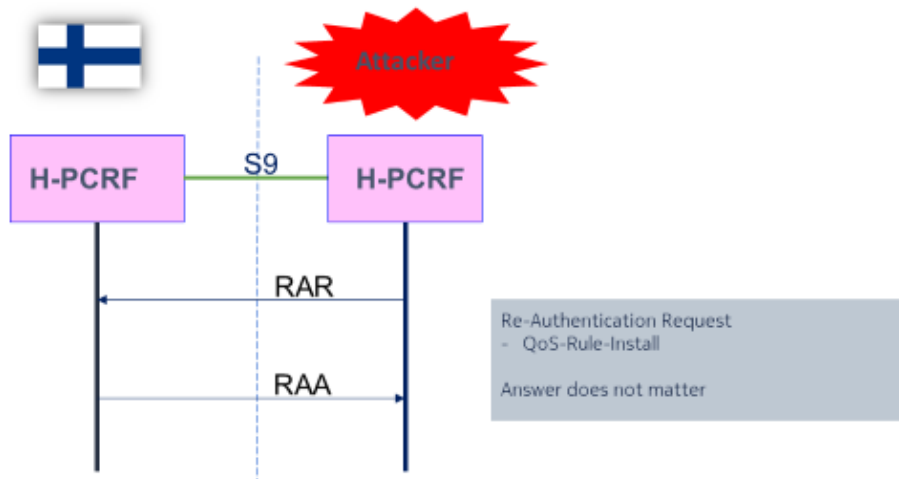 Attacker
S9
H-PCRF
H-PCRF
RAR
Re-Authentication Request
- QoS-Rule-Install
Answer does not matter
RAA